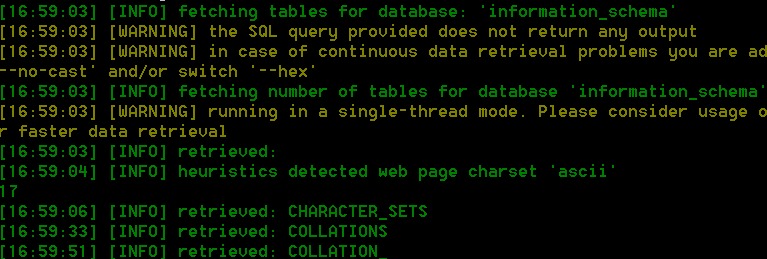 [16:59:03] [INFO] fetching tables for database: 'information_schema'
[16:59:03] [WARNING] the SQL query provided does not return any output
[16:59:03] [WARNING] in case of continuous data retrieval problems you are ad
--no-cast' and/or switch '--hex'
[16:59:03] [INFO] fetching number of tables for database 'information_schema'
[16:59:03] [WARNING] running in a single-thread mode. Please consider usage o
r faster data retrieval
[16:59:03] [INFO] retrieved:
[16:59:04] [INFO] heuristics detected web page charset 'ascii'
17
[16:59:06] [INFO] retrieved: CHARACTER_SETS
[16:59:33] [INFO] retrieved: COLLATIONS
[16:59:51] [INFO] retrieved: COLLATION_